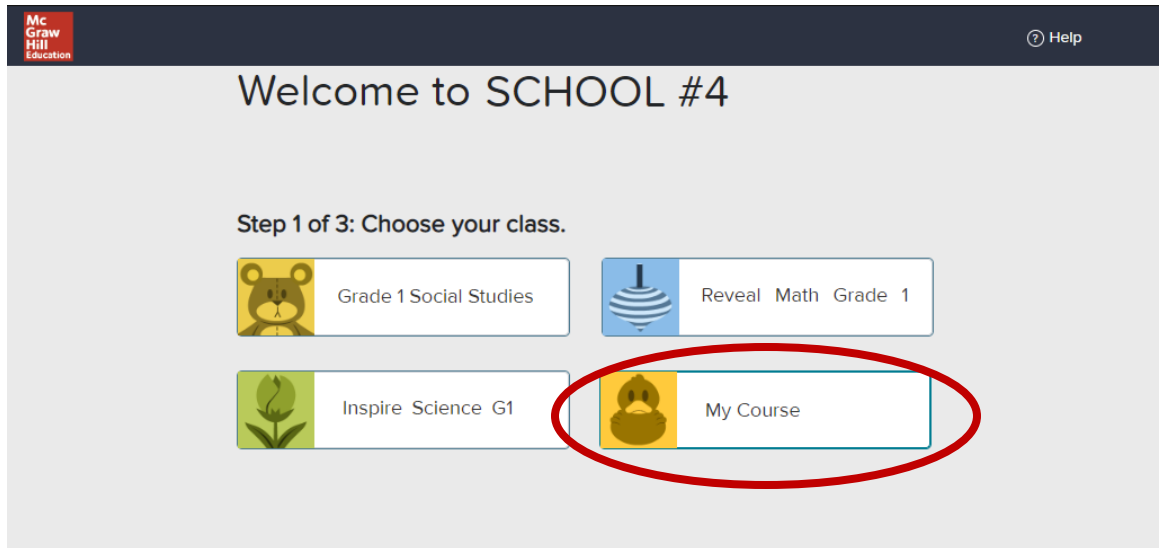 Mc
Graw
Hill
Education
Help
Welcome to SCHOOL #4
Step 1 of 3: Choose your class.
Grade 1 Social Studies
Reveal Math Grade 1
Inspire Science G1
My Course